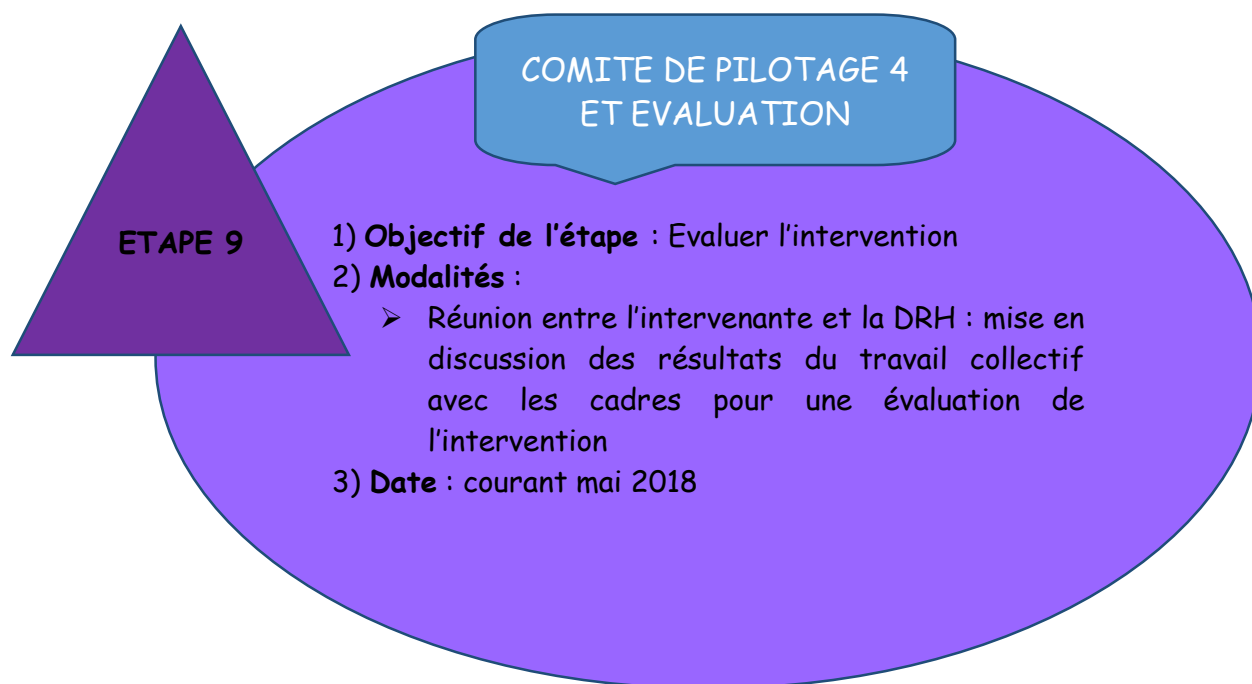 COMITE DE PILOTAGE 4
ET EVALUATION
ETAPE 9
1) Objectif de l’étape : Evaluer l’intervention
2) Modalités :
➢ Réunion entre l’intervenante et la DRH : mise en
discussion des résultats du travail collectif
avec les cadres pour une évaluation de
l’intervention
3) Date : courant mai 2018